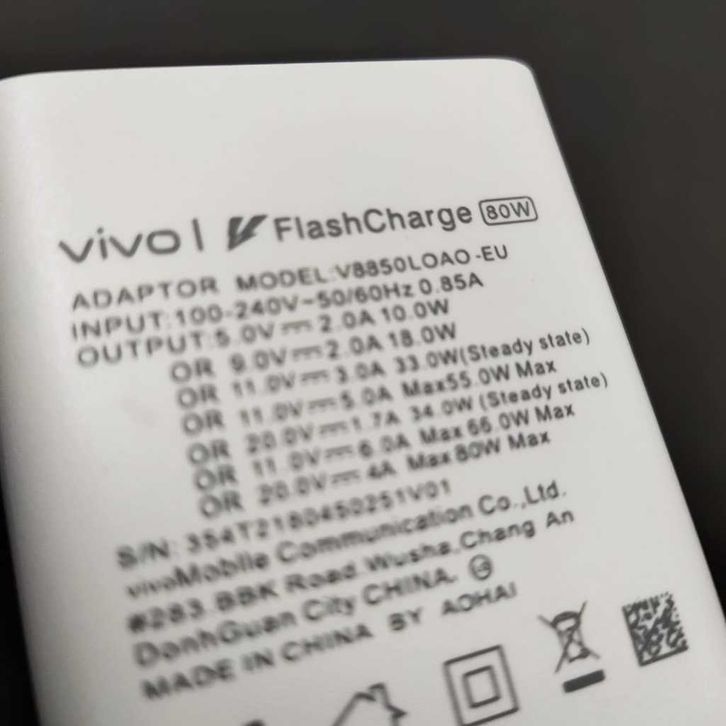 vivo | FlashCharge 80W
ADAPTOR MODEL:V8850LOAO-EU
INPUT:100-240V~50/60Hz 0.85A
OUTPUT:5.0V⎓2.0A 10.0W
OR 9.0V⎓2.0A 18.0W
OR 11.0V⎓3.0A 33.0W(Steady state)
OR 11.0V⎓5.0A Max55.0W Max
OR 20.0V⎓1.7A 34.0W (Steady state)
OR 11.0V⎓6.0A Max 66.0W Max
OR 20.0V⎓4A Max 80W Max
S/N: 354T2180450251V01
vivoMobile Communication Co.,Ltd.
#283 BBK Road Wusha,Chang An
DonhGuan City CHINA.
MADE IN CHINA BY AOHAI